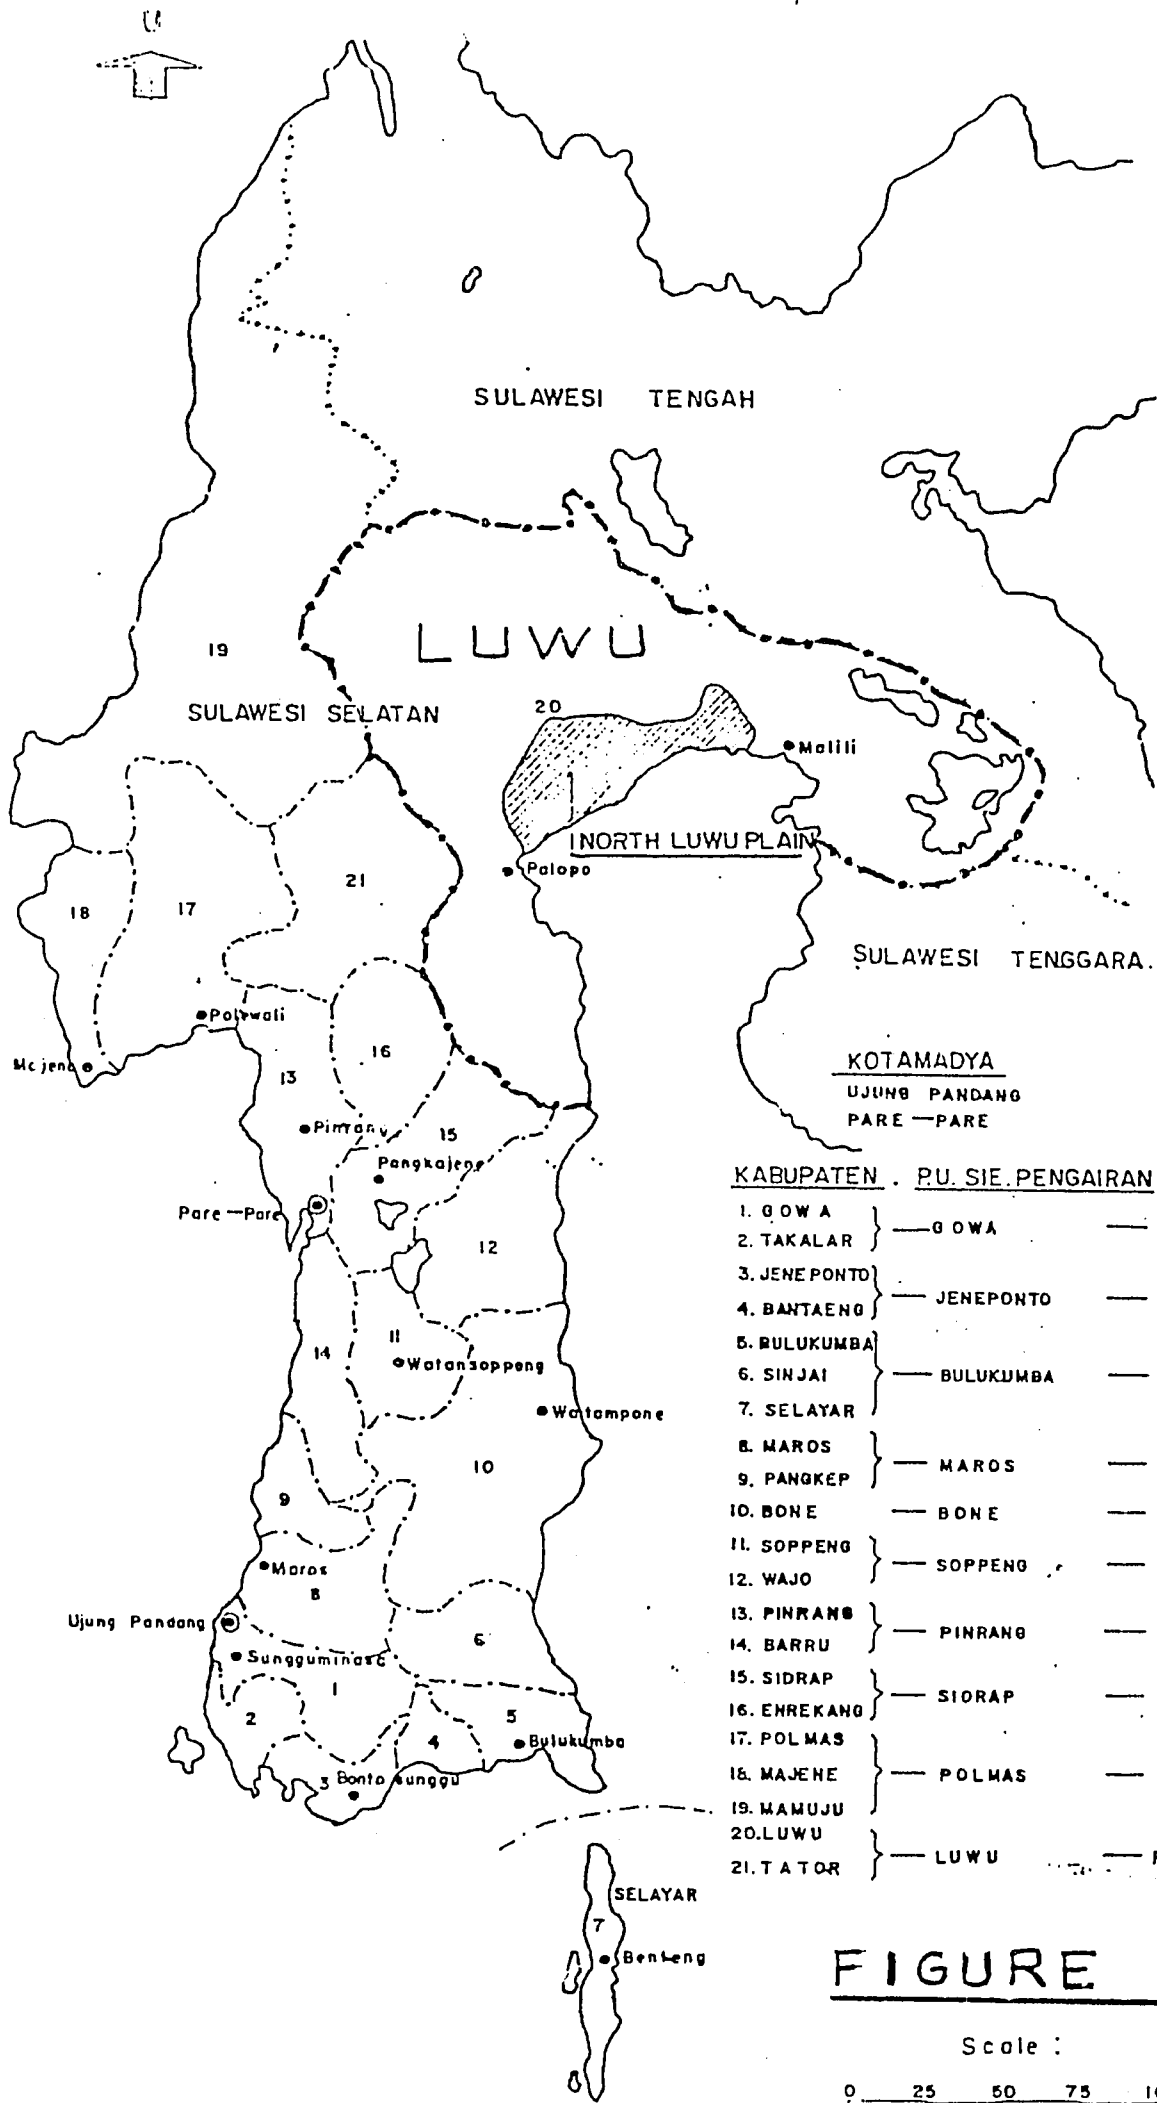 SULAWESI TENGAH
LUWU
19
20
SULAWESI SELATAN
Malili
NORTH LUWU PLAIN
Palopo
21
18
17
SULAWESI TENGGARA.
Polewali
16
Majene
13
Pinrang
15
Pangkajene
Pare-Pare
12
11
14
Watansoppeng
Watampone
10
9
Maros
8
Ujung Pandang
6
Sungguminasa
1
2
5
4
Bulukumba
3
Bonto sunggu
SELAYAR
7
Benteng
KOTAMADYA
UJUNG PANDANG
PARE-PARE
KABUPATEN . P.U. SIE. PENGAIRAN
1. GOWA
2. TAKALAR
— GOWA —
3. JENEPONTO
4. BANTAENG
— JENEPONTO —
5. BULUKUMBA
6. SINJAI
7. SELAYAR
— BULUKUMBA —
8. MAROS
9. PANGKEP
— MAROS —
10. BONE — BONE —
11. SOPPENG
12. WAJO
— SOPPENG —
13. PINRANG
14. BARRU
— PINRANG —
15. SIDRAP
16. ENREKANG
— SIDRAP —
17. POLMAS
18. MAJENE
19. MAMUJU
— POLMAS —
20. LUWU
21. TATOR
— LUWU —
FIGURE
Scale :
0 25 50 75